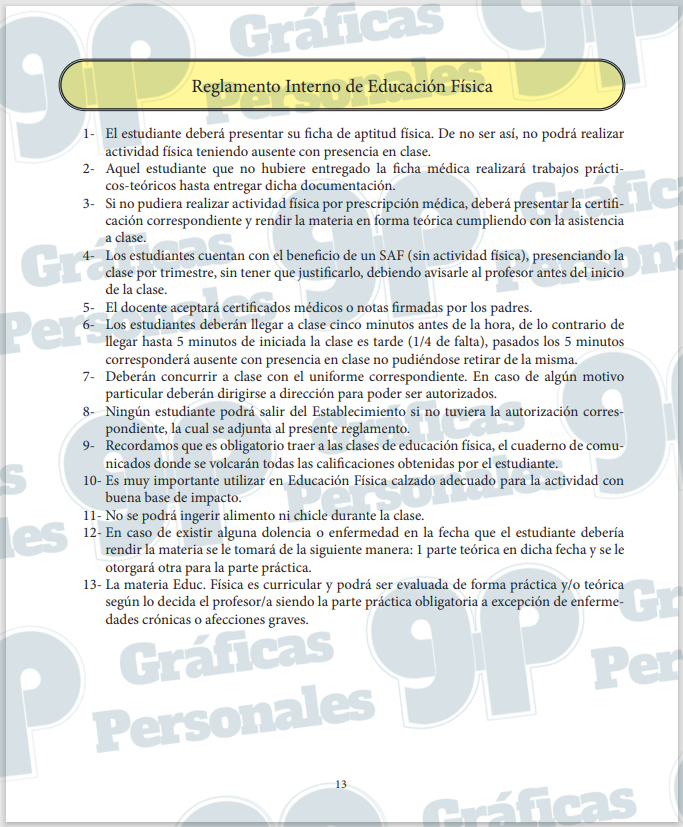 Reglamento Interno de Educación Física
1- El estudiante deberá presentar su ficha de aptitud física. De no ser así, no podrá realizar
actividad física teniendo ausente con presencia en clase.
2- Aquel estudiante que no hubiere entregado la ficha médica realizará trabajos prácti-
cos-teóricos hasta entregar dicha documentación.
3- Si no pudiera realizar actividad física por prescripción médica, deberá presentar la certifi-
cación correspondiente y rendir la materia en forma teórica cumpliendo con la asistencia
a clase.
4- Los estudiantes cuentan con el beneficio de un SAF (sin actividad física), presenciando la
clase por trimestre, sin tener que justificarlo, debiendo avisarle al profesor antes del inicio
de la clase.
5- El docente aceptará certificados médicos o notas firmadas por los padres.
6- Los estudiantes deberán llegar a clase cinco minutos antes de la hora, de lo contrario de
llegar hasta 5 minutos de iniciada la clase es tarde (1/4 de falta), pasados los 5 minutos
corresponderá ausente con presencia en clase no pudiéndose retirar de la misma.
7- Deberán concurrir a clase con el uniforme correspondiente. En caso de algún motivo
particular deberán dirigirse a dirección para poder ser autorizados.
8- Ningún estudiante podrá salir del Establecimiento si no tuviera la autorización corres-
pondiente, la cual se adjunta al presente reglamento.
9- Recordamos que es obligatorio traer a las clases de educación física, el cuaderno de comu-
nicados donde se volcarán todas las calificaciones obtenidas por el estudiante.
10- Es muy importante utilizar en Educación Física calzado adecuado para la actividad con
buena base de impacto.
11- No se podrá ingerir alimento ni chicle durante la clase.
12- En caso de existir alguna dolencia o enfermedad en la fecha que el estudiante debería
rendir la materia se le tomará de la siguiente manera: 1 parte teórica en dicha fecha y se le
otorgará otra para la parte práctica.
13- La materia Educ. Física es curricular y podrá ser evaluada de forma práctica y/o teórica
según lo decida el profesor/a siendo la parte práctica obligatoria a excepción de enferme-
dades crónicas o afecciones graves.
gp Gráficas
Personales
13